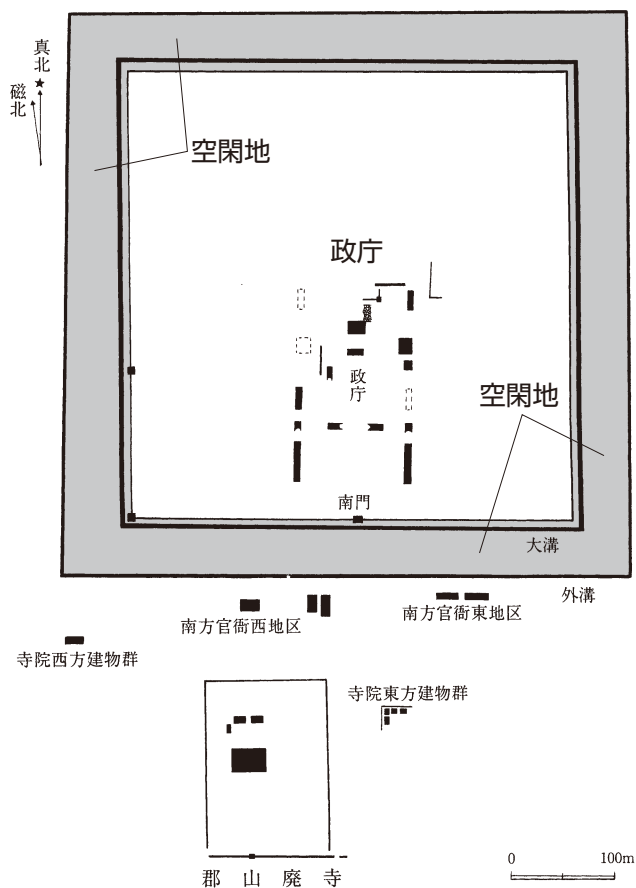 真北
磁北
空閑地
政庁
空閑地
政庁
南門
大溝
外溝
南方官衙西地区
南方官衙東地区
寺院西方建物群
寺院東方建物群
郡山廃寺
0 100m